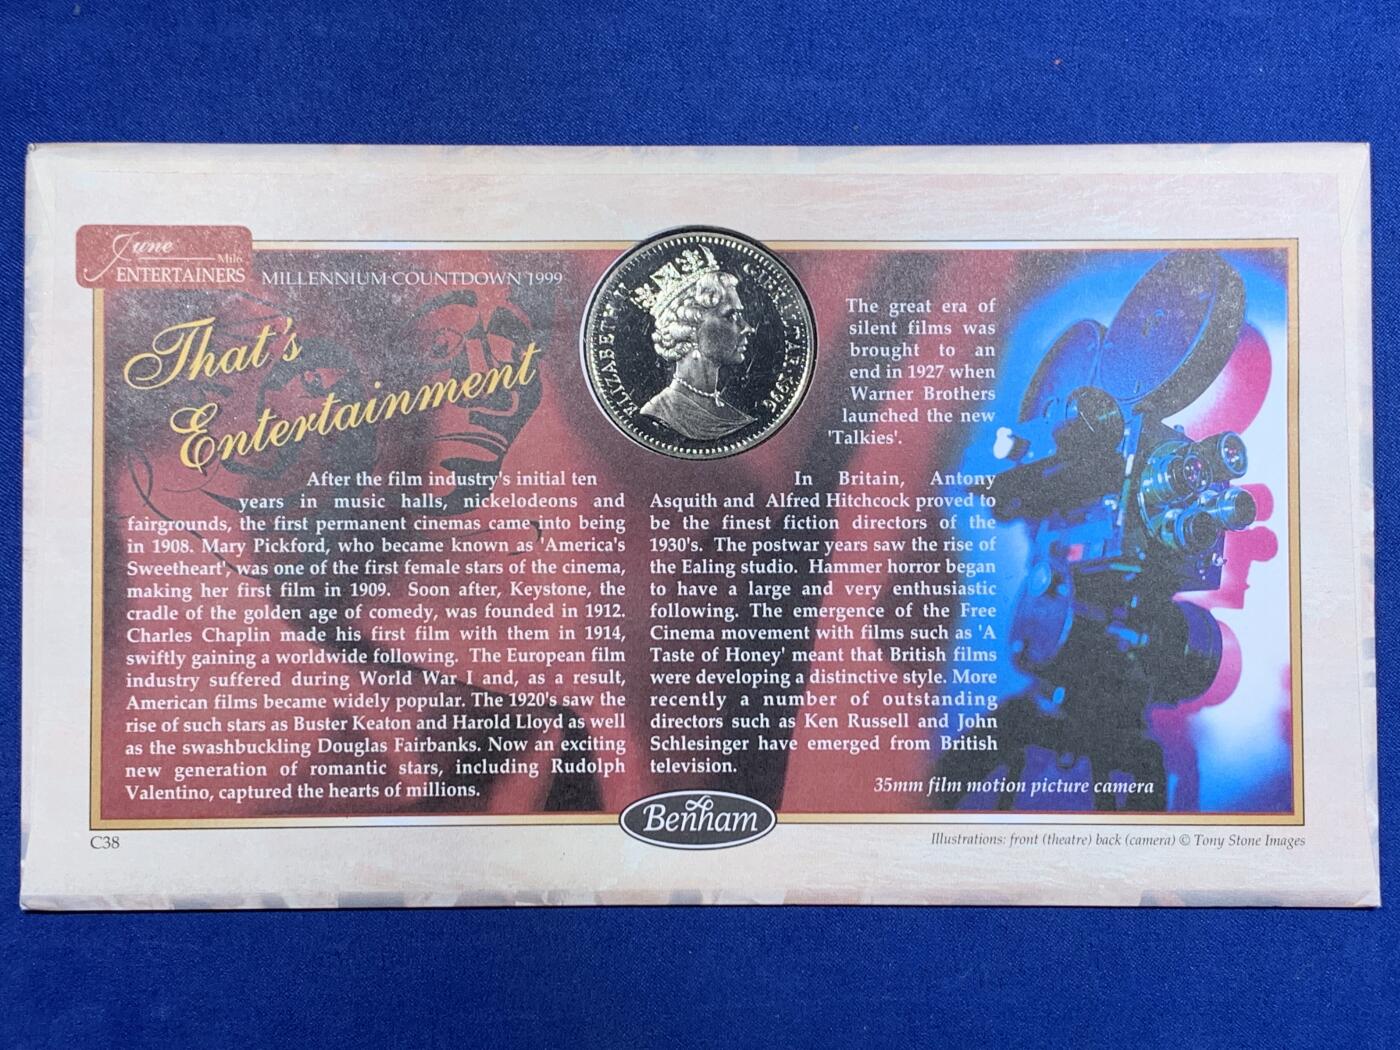 June
Mil6
ENTERTAINERS
MILLENNIUM COUNTDOWN 1999
That's
Entertainment
ELIZABETH II GIBRALTAR 1996
After the film industry's initial ten
years in music halls, nickelodeons and
fairgrounds, the first permanent cinemas came into being
in 1908. Mary Pickford, who became known as 'America's
Sweetheart', was one of the first female stars of the cinema,
making her first film in 1909. Soon after, Keystone, the
cradle of the golden age of comedy, was founded in 1912.
Charles Chaplin made his first film with them in 1914,
swiftly gaining a worldwide following. The European film
industry suffered during World War I and, as a result,
American films became widely popular. The 1920's saw the
rise of such stars as Buster Keaton and Harold Lloyd as well
as the swashbuckling Douglas Fairbanks. Now an exciting
new generation of romantic stars, including Rudolph
Valentino, captured the hearts of millions.
The great era of
silent films was
brought to an
end in 1927 when
Warner Brothers
launched the new
'Talkies'.
In Britain, Antony
Asquith and Alfred Hitchcock proved to
be the finest fiction directors of the
1930's. The postwar years saw the rise of
the Ealing studio. Hammer horror began
to have a large and very enthusiastic
following. The emergence of the Free
Cinema movement with films such as 'A
Taste of Honey' meant that British films
were developing a distinctive style. More
recently a number of outstanding
directors such as Ken Russell and John
Schlesinger have emerged from British
television.
35mm film motion picture camera
Benham
C38
Illustrations: front (theatre) back (camera) © Tony Stone Images